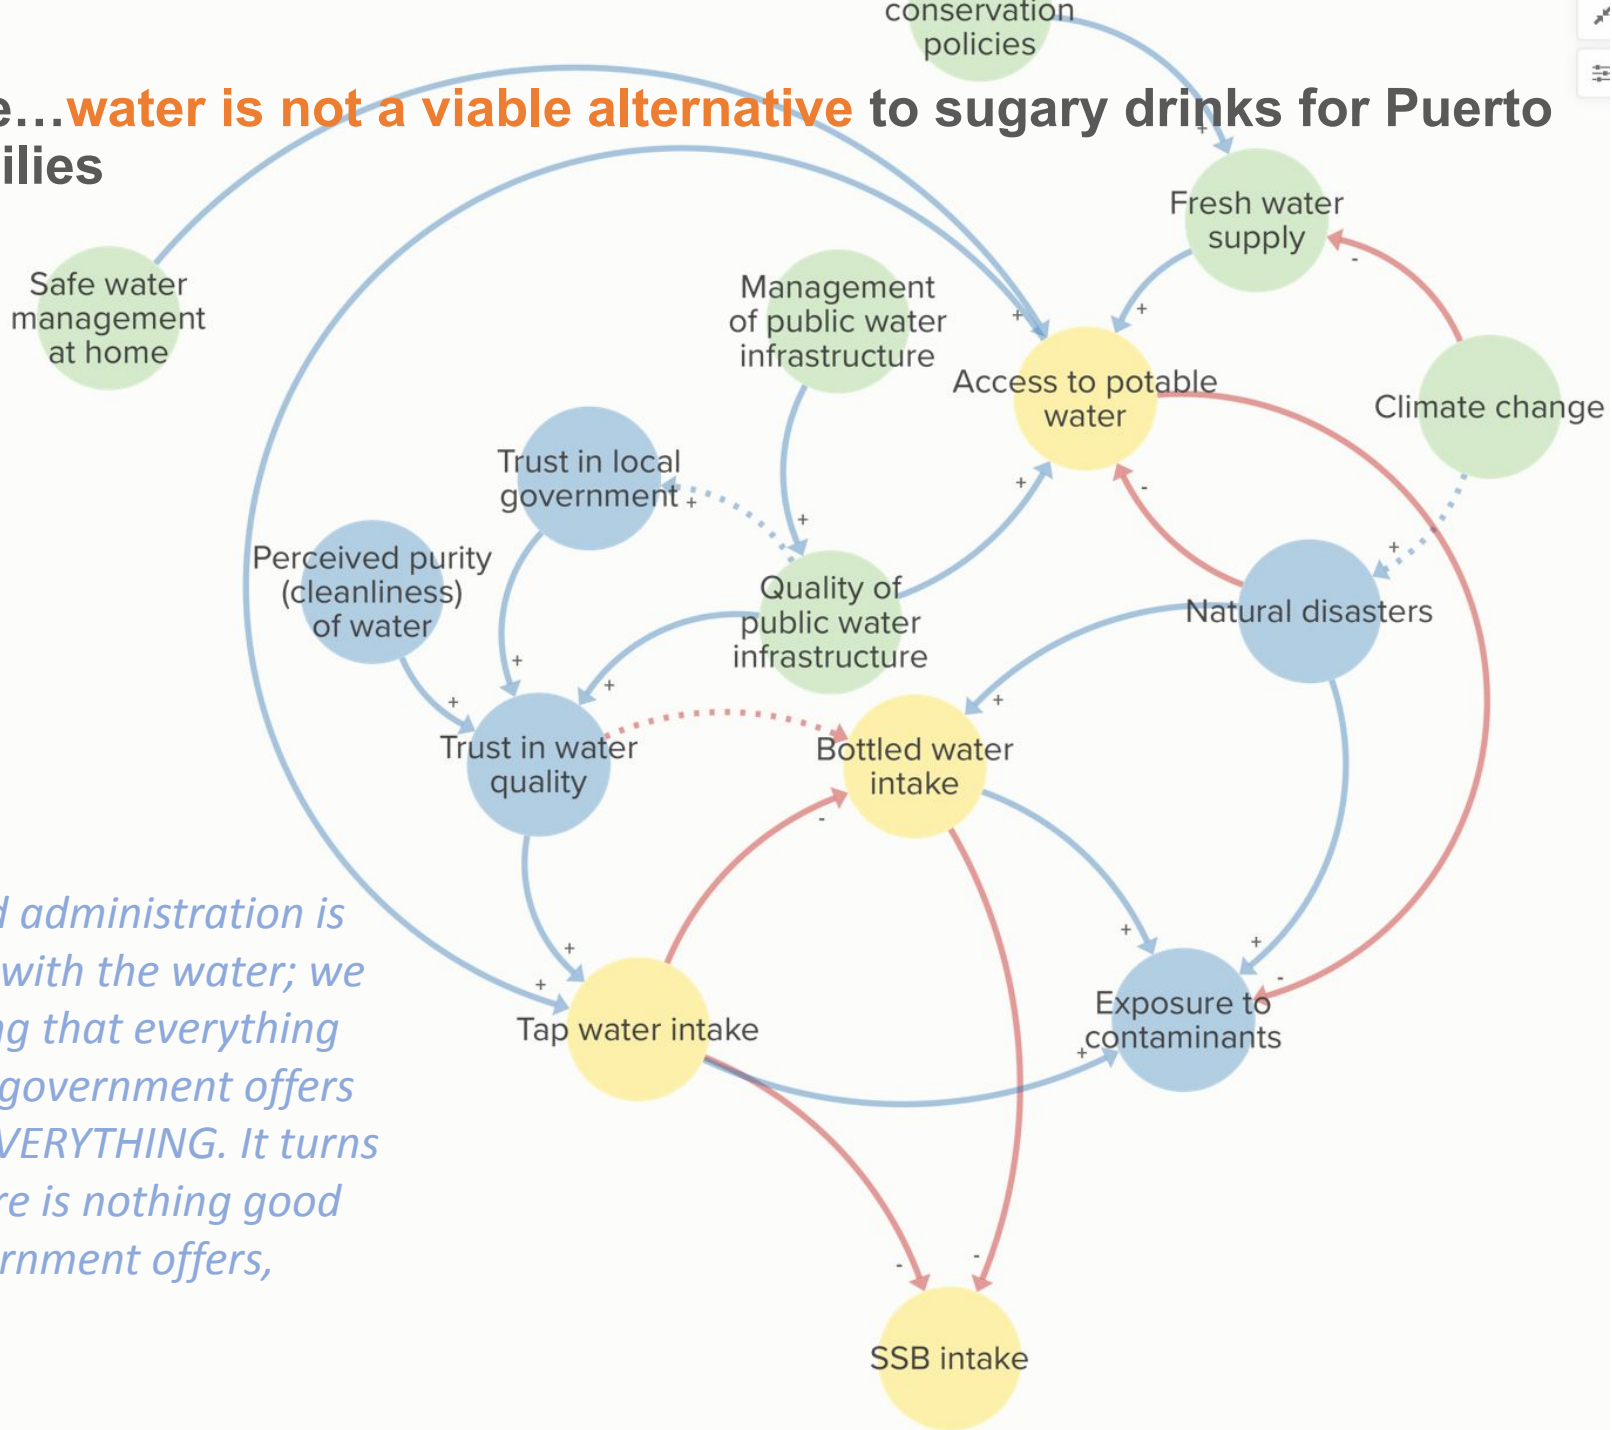 conservation
policies
e…water is not a viable alternative to sugary drinks for Puerto
ilies
Fresh water
supply
Safe water
management
at home
Management
of public water
infrastructure
Access to potable
water
Climate change
Trust in local
government
Perceived purity
(cleanliness)
of water
Quality of
public water
infrastructure
Natural disasters
Trust in water
quality
Bottled water
intake
d administration is
with the water; we
ng that everything
government offers
VERYTHING. It turns
re is nothing good
rnment offers,
Tap water intake
Exposure to
contaminants
SSB intake
+
+
-
+
+
-
+
+
+
+
+
+
+
-
+
+
+
+
-
+
-
-